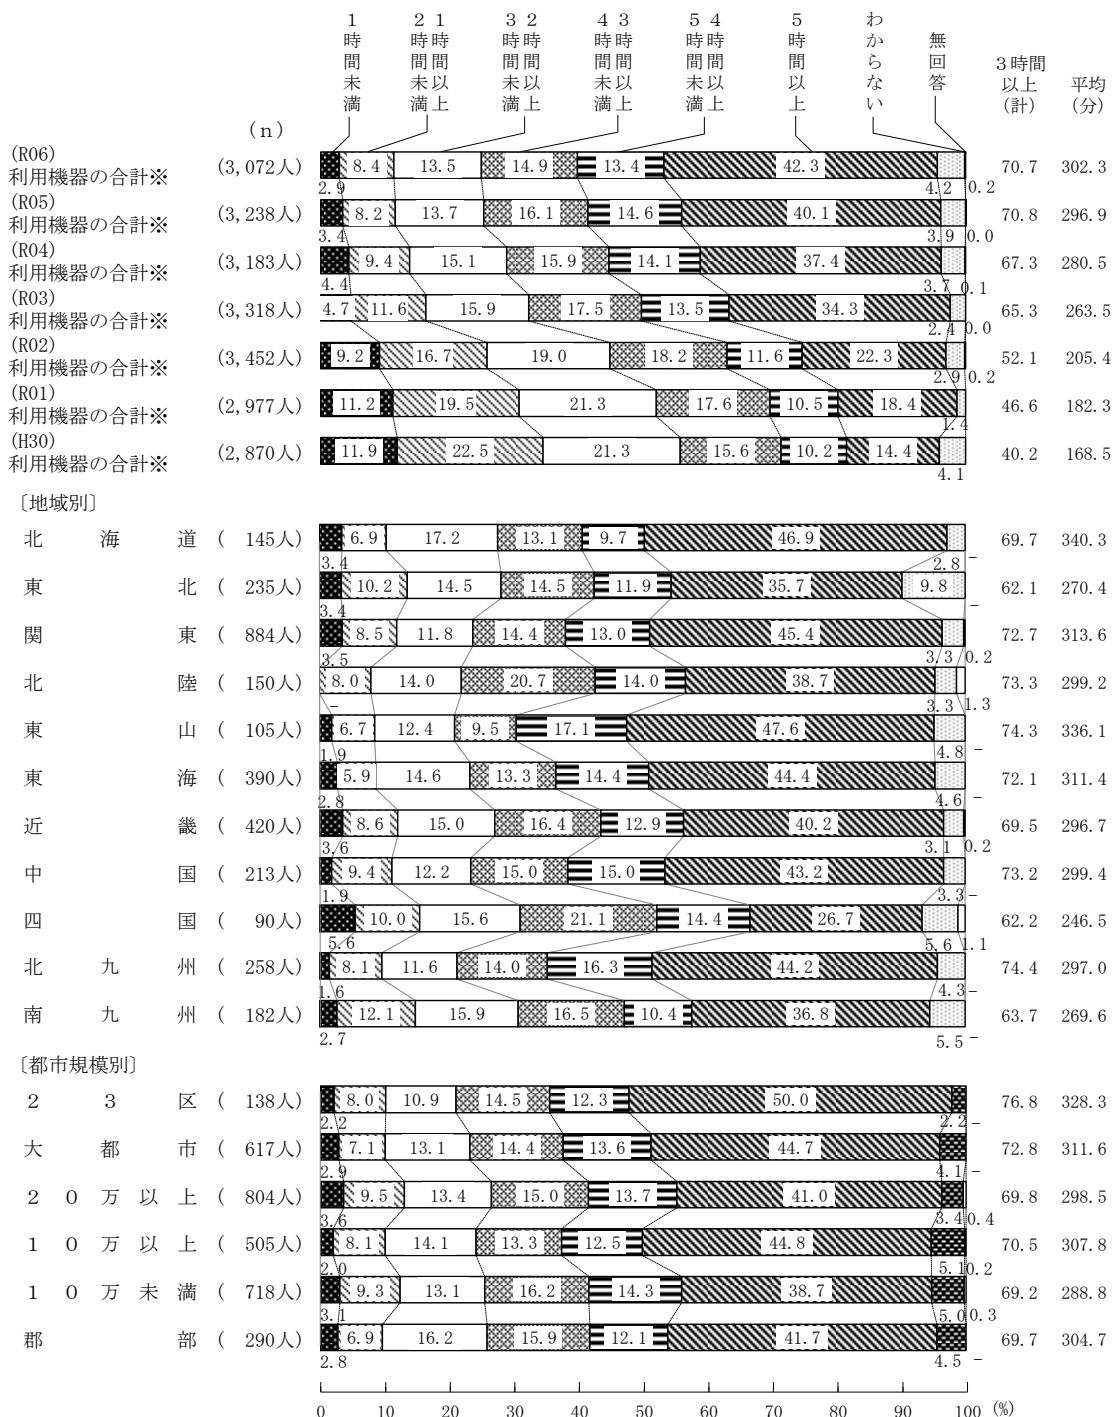 1時間未満
1時間以上2時間未満
2時間以上3時間未満
3時間以上4時間未満
4時間以上5時間未満
5時間以上
わからない
無回答
3時間以上(計)
平均(分)
(n)
(R06)
利用機器の合計※ (3,072人) 2.9 8.4 13.5 14.9 13.4 42.3 4.2 0.2 70.7 302.3
(R05)
利用機器の合計※ (3,238人) 3.4 8.2 13.7 16.1 14.6 40.1 3.9 0.0 70.8 296.9
(R04)
利用機器の合計※ (3,183人) 4.4 9.4 15.1 15.9 14.1 37.4 3.7 0.1 67.3 280.5
(R03)
利用機器の合計※ (3,318人) 4.7 11.6 15.9 17.5 13.5 34.3 2.4 0.0 65.3 263.5
(R02)
利用機器の合計※ (3,452人) 9.2 16.7 19.0 18.2 11.6 22.3 2.9 0.2 52.1 205.4
(R01)
利用機器の合計※ (2,977人) 11.2 19.5 21.3 17.6 10.5 18.4 1.4 46.6 182.3
(H30)
利用機器の合計※ (2,870人) 11.9 22.5 21.3 15.6 10.2 14.4 4.1 40.2 168.5
〔地域別〕
北海道 (145人) 3.4 6.9 17.2 13.1 9.7 46.9 2.8 － 69.7 340.3
東北 (235人) 3.4 10.2 14.5 14.5 11.9 35.7 9.8 － 62.1 270.4
関東 (884人) 3.5 8.5 11.8 14.4 13.0 45.4 3.3 0.2 72.7 313.6
北陸 (150人) － 8.0 14.0 20.7 14.0 38.7 3.3 1.3 73.3 299.2
東山 (105人) 1.9 6.7 12.4 9.5 17.1 47.6 4.8 － 74.3 336.1
東海 (390人) 2.8 5.9 14.6 13.3 14.4 44.4 4.6 － 72.1 311.4
近畿 (420人) 3.6 8.6 15.0 16.4 12.9 40.2 3.1 0.2 69.5 296.7
中国 (213人) 1.9 9.4 12.2 15.0 15.0 43.2 3.3 － 73.2 299.4
四国 (90人) 5.6 10.0 15.6 21.1 14.4 26.7 5.6 1.1 62.2 246.5
北九州 (258人) 1.6 8.1 11.6 14.0 16.3 44.2 4.3 － 74.4 297.0
南九州 (182人) 2.7 12.1 15.9 16.5 10.4 36.8 5.5 － 63.7 269.6
〔都市規模別〕
２３区 (138人) 2.2 8.0 10.9 14.5 12.3 50.0 2.2 － 76.8 328.3
大都市 (617人) 2.9 7.1 13.1 14.4 13.6 44.7 4.1 － 72.8 311.6
２０万以上 (804人) 3.6 9.5 13.4 15.0 13.7 41.0 3.4 0.4 69.8 298.5
１０万以上 (505人) 2.0 8.1 14.1 13.3 12.5 44.8 5.1 0.2 70.5 307.8
１０万未満 (718人) 3.1 9.3 13.1 16.2 14.3 38.7 5.0 0.3 69.2 288.8
郡部 (290人) 2.8 6.9 16.2 15.9 12.1 41.7 4.5 － 69.7 304.7
0 10 20 30 40 50 60 70 80 90 100 (%)